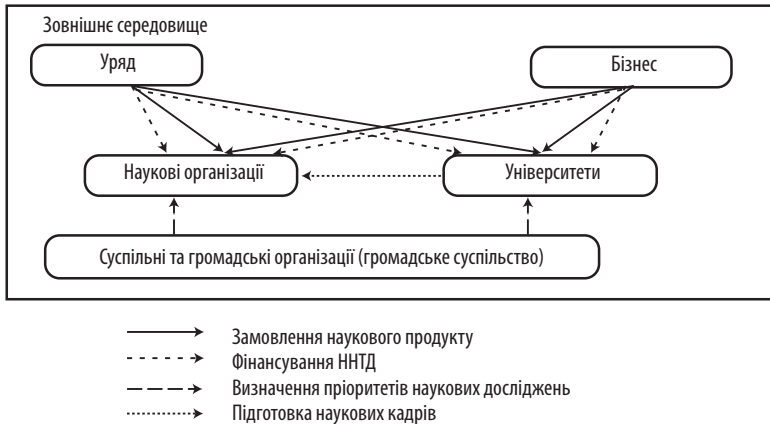 Зовнішнє середовище
Уряд
Бізнес
Наукові організації
Університети
Суспільні та громадські організації (громадське суспільство)
Замовлення наукового продукту
Фінансування ННТД
Визначення пріоритетів наукових досліджень
Підготовка наукових кадрів